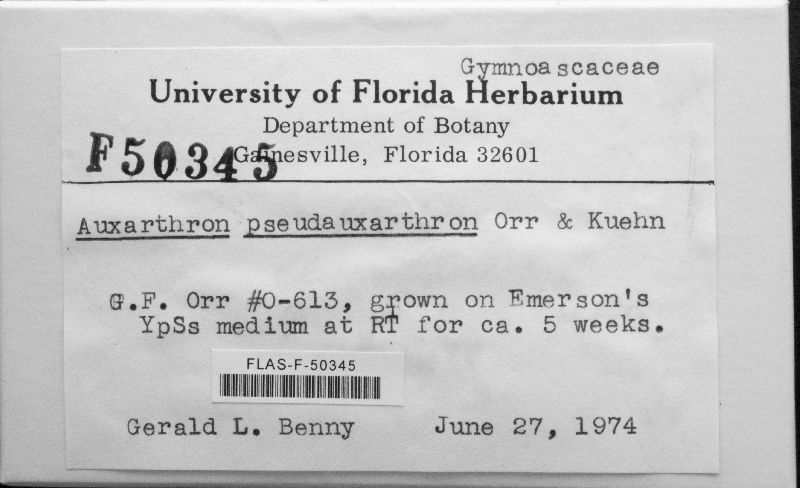 Gymnoascaceae
University of Florida Herbarium
Department of Botany
Gainesville, Florida 32601
F50345
Auxarthron pseudauxarthron Orr & Kuehn
G.F. Orr #O-613, grown on Emerson's
YpSs medium at RT for ca. 5 weeks.
FLAS-F-50345
Gerald L. Benny June 27, 1974